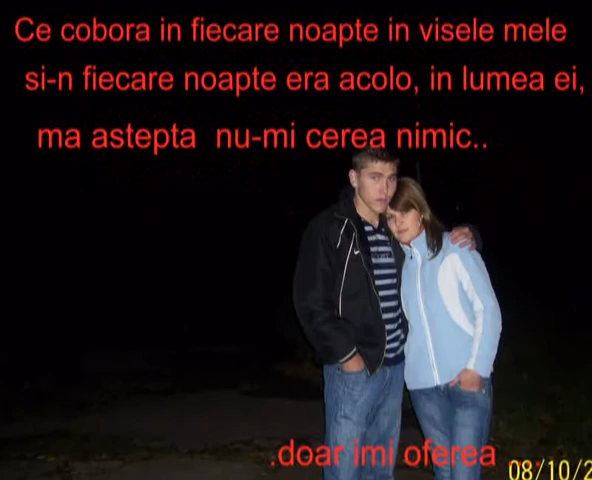 Ce cobora in fiecare noapte in visele mele
si-n fiecare noapte era acolo, in lumea ei,
ma astepta nu-mi cerea nimic..
.doar imi oferea ....
08/10/2